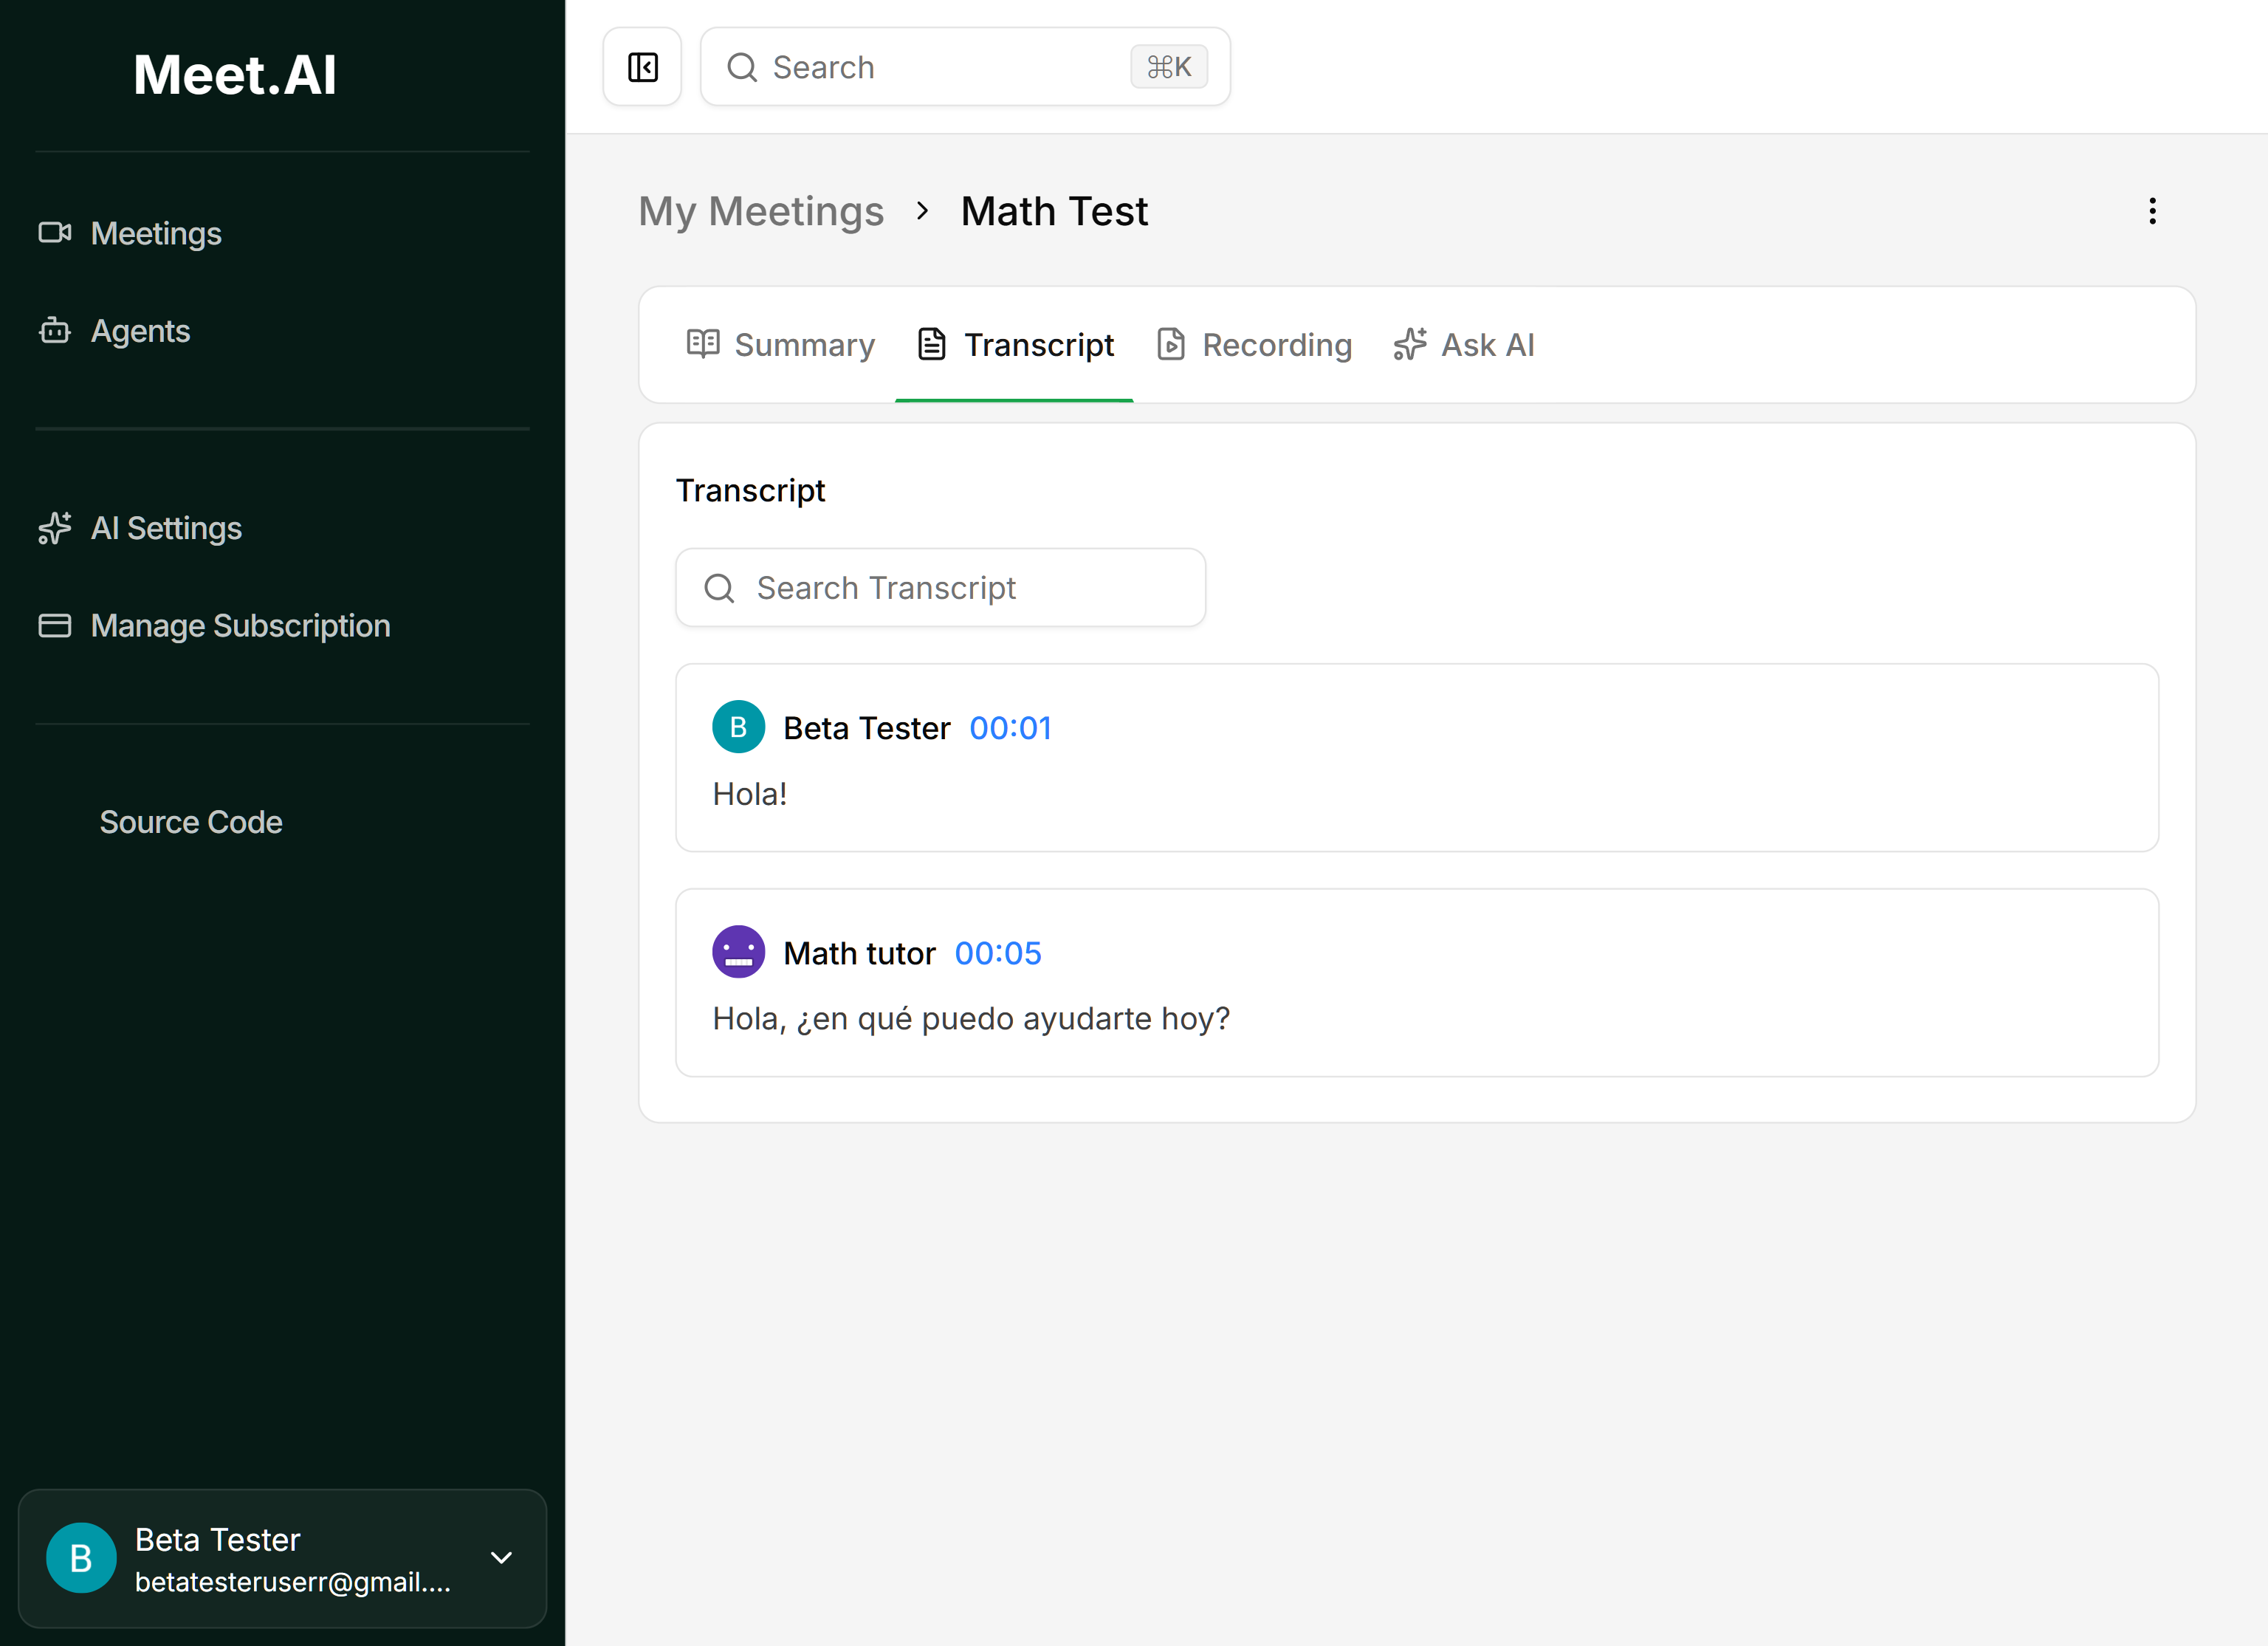 Meet.AI
Meetings
Agents
AI Settings
Manage Subscription
Source Code
Beta Tester
betatesteruserr@gmail....
Search ⌘K
My Meetings > Math Test
Summary Transcript Recording Ask AI
Transcript
Search Transcript
B Beta Tester 00:01
Hola!
Math tutor 00:05
Hola, ¿en qué puedo ayudarte hoy?
B